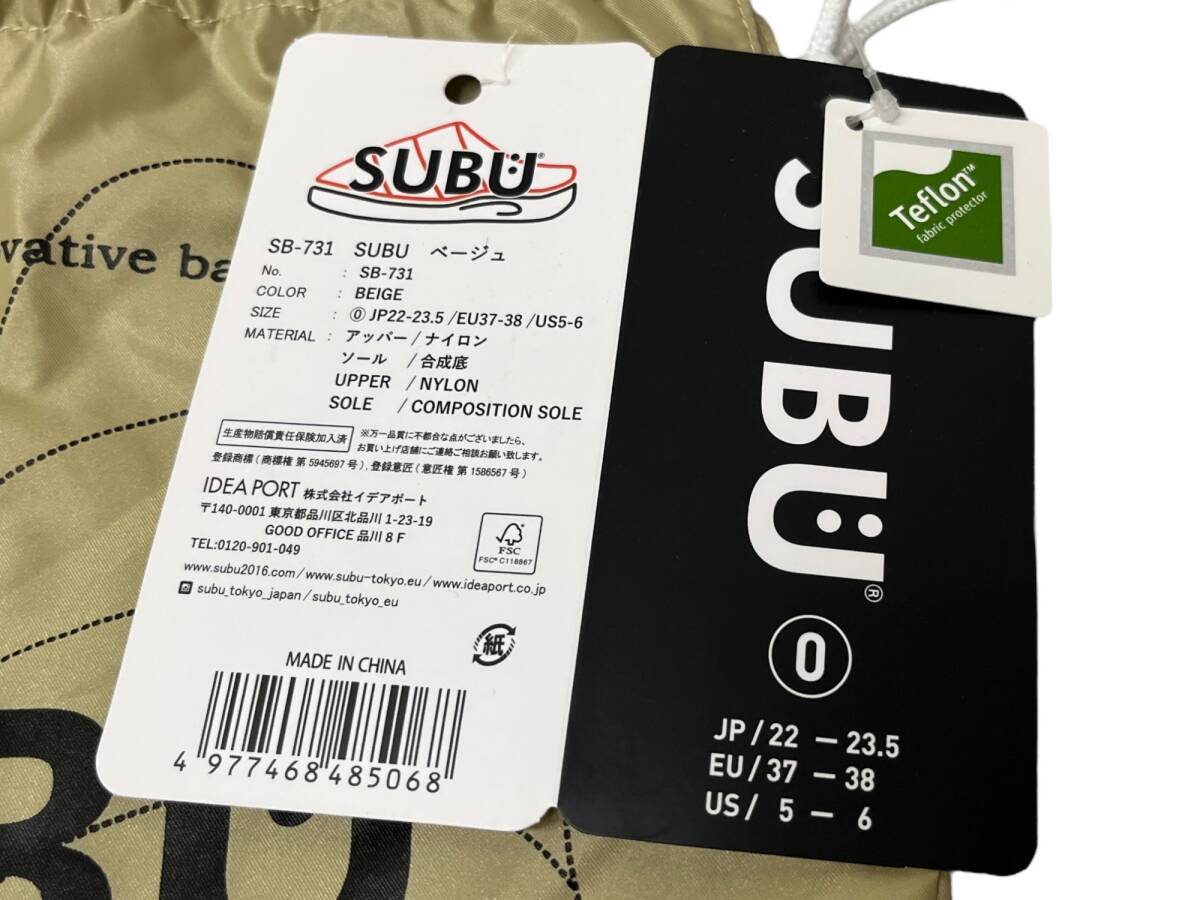 SUBU®
SB-731 SUBU ベージュ
No. : SB-731
COLOR : BEIGE
SIZE : ⓪ JP22-23.5 /EU37-38 /US5-6
MATERIAL : アッパー/ナイロン
ソール /合成底
UPPER /NYLON
SOLE /COMPOSITION SOLE
生産物賠償責任保険加入済
※万一品質に不都合な点がございましたら、
お買い上げ店舗にご連絡ご相談お願い致します。
登録商標(商標権 第5945697号),登録意匠(意匠権 第1586567号)
IDEA PORT 株式会社イデアポート
〒140-0001 東京都品川区北品川 1-23-19
GOOD OFFICE 品川 8 F
TEL:0120-901-049
FSC
FSC® C118867
www.subu2016.com / www.subu-tokyo.eu / www.ideaport.co.jp
subu_tokyo_japan / subu_tokyo_eu
紙
MADE IN CHINA
4 977468 485068
SUBU®
0
JP / 22 — 23.5
EU / 37 — 38
US / 5 — 6
Teflon™
fabric protector
vative ba
BU